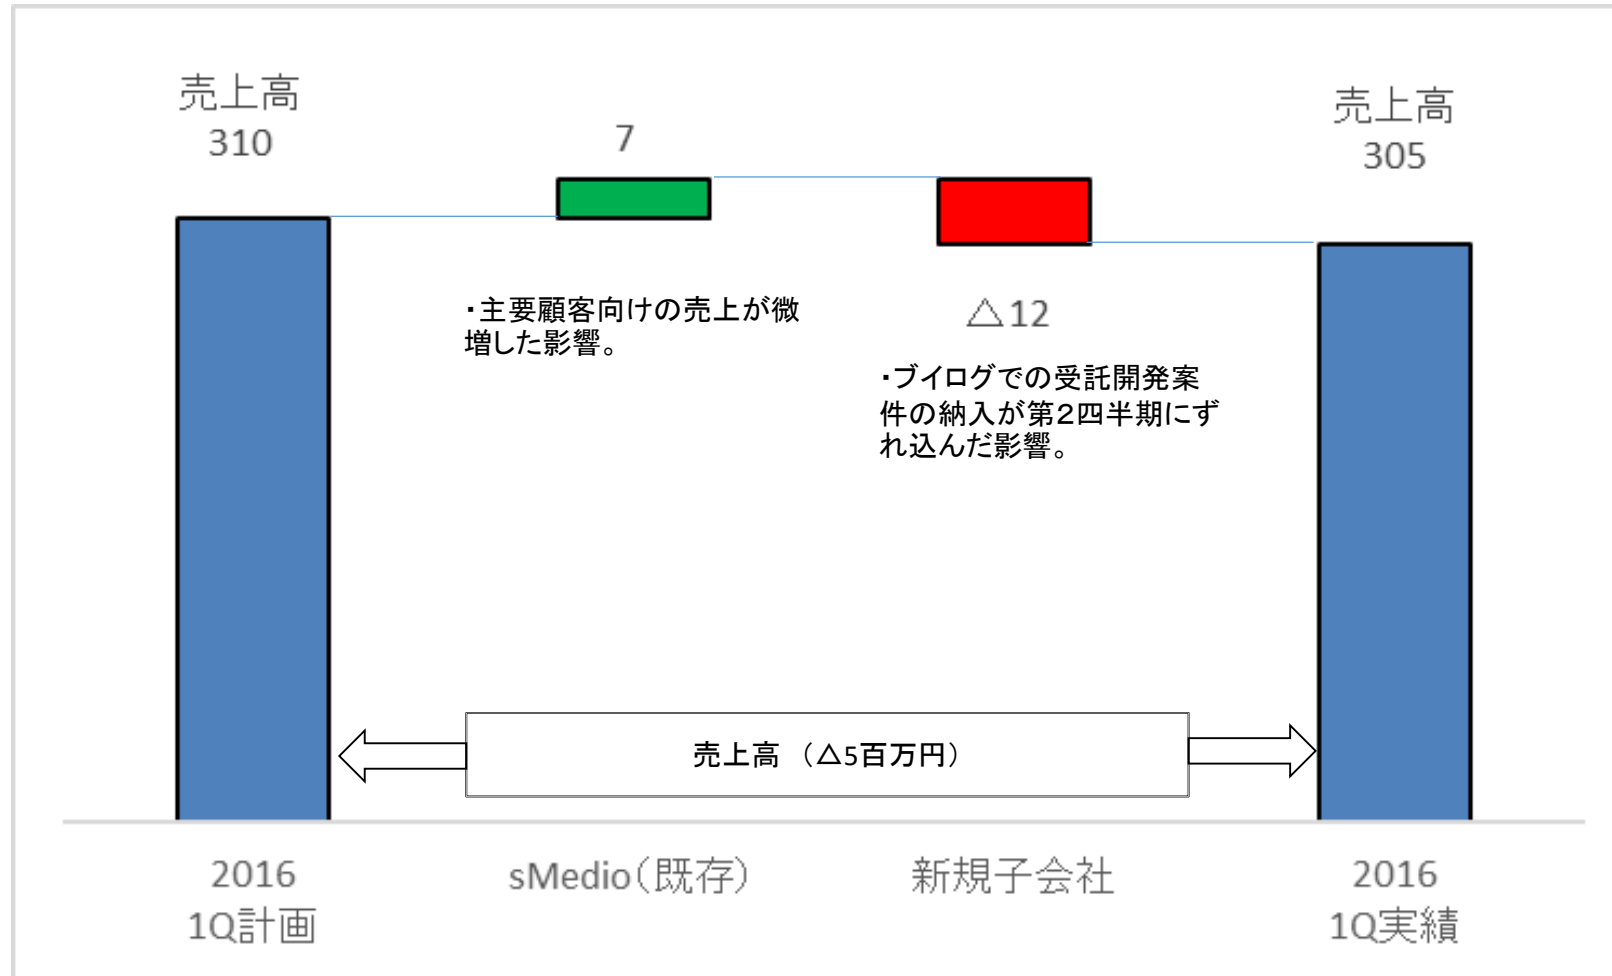 売上高
310
7
売上高
305
・主要顧客向けの売上が微
増した影響。
△12
・ブイログでの受託開発案
件の納入が第２四半期にず
れ込んだ影響。
売上高 （△5百万円）
2016
1Q計画
sMedio（既存）
新規子会社
2016
1Q実績